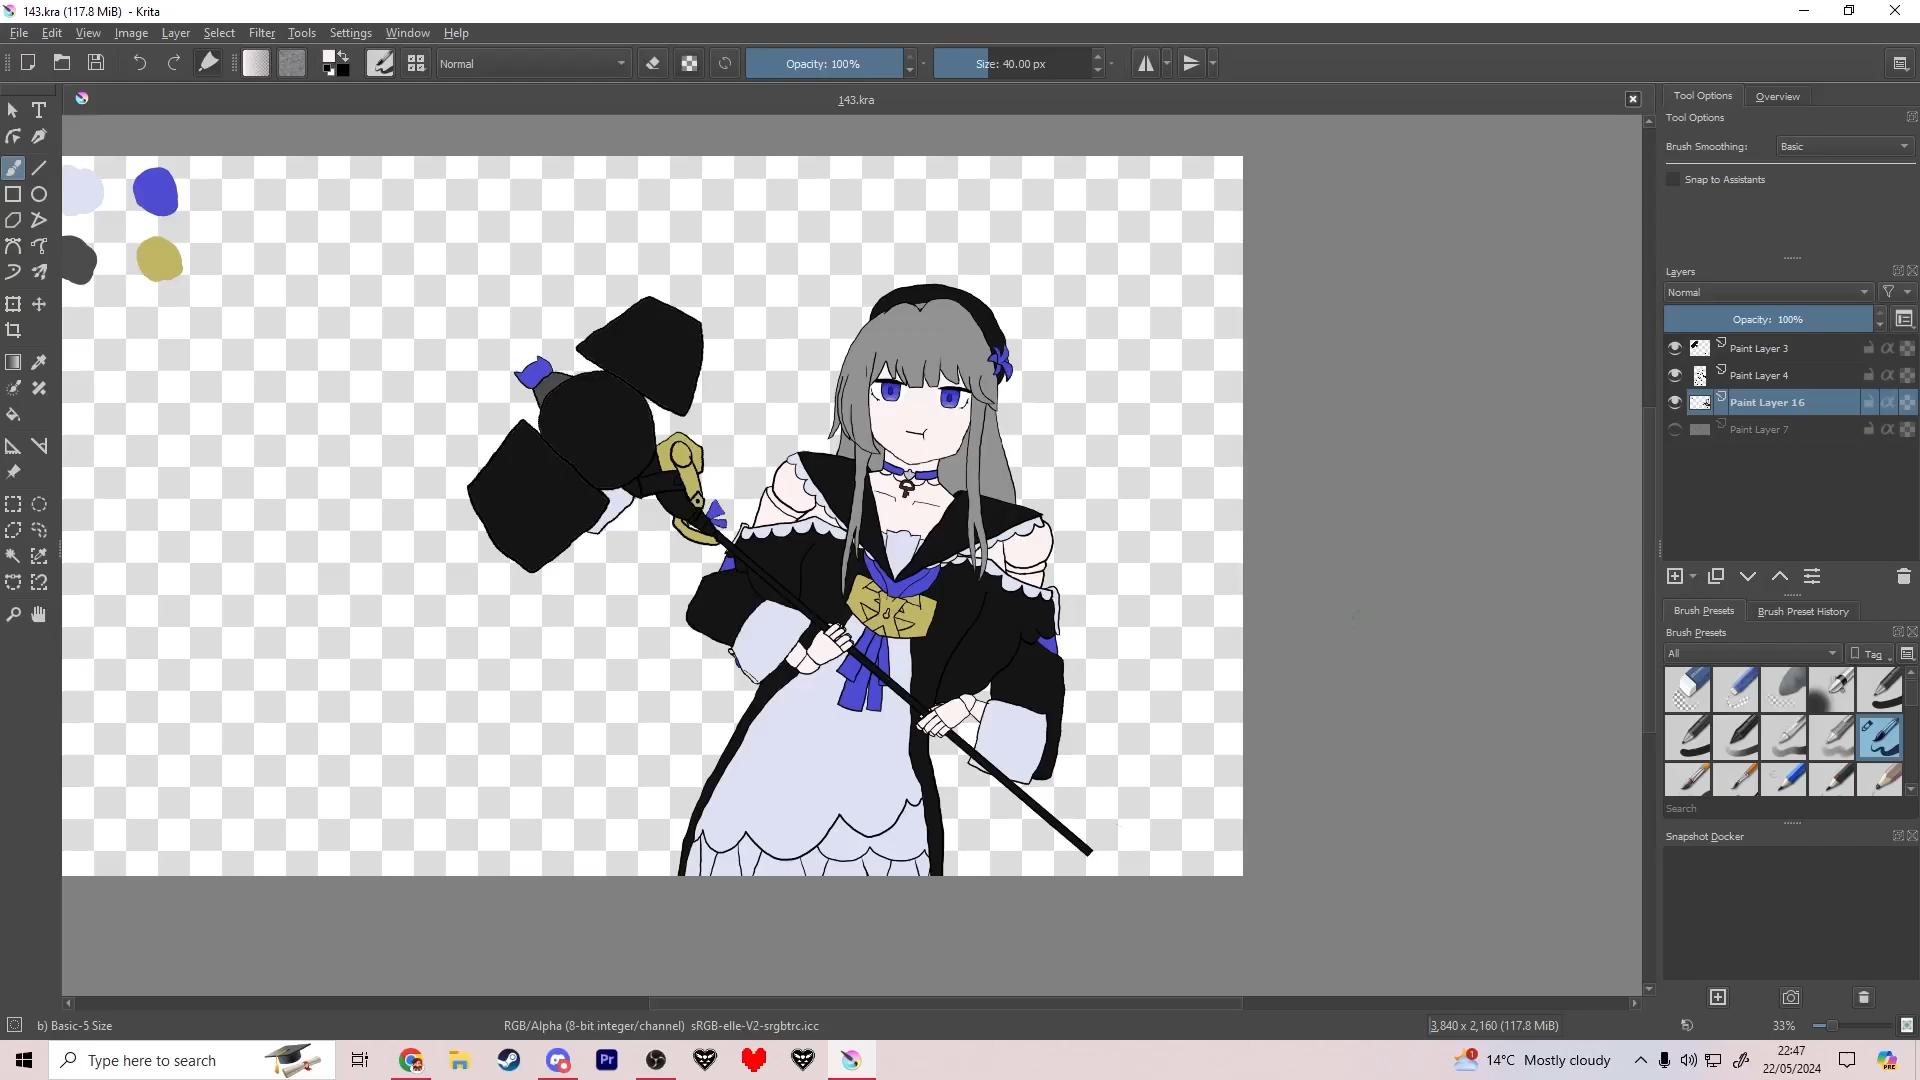 143.kra (117.8 MiB) - Krita
File Edit View Image Layer Select Filter Tools Settings Window Help
Normal
Opacity: 100%
Size: 40.00 px
143.kra
Tool Options
Overview
Tool Options
Brush Smoothing: Basic
Snap to Assistants
Layers
Normal
Opacity: 100%
Paint Layer 3
Paint Layer 4
Paint Layer 16
Paint Layer 7
Brush Presets
Brush Preset History
Brush Presets
All
Tag
Search
Snapshot Docker
b) Basic-5 Size
RGB/Alpha (8-bit integer/channel) sRGB-elle-V2-srgbtrc.icc
3,840 x 2,160 (117.8 MiB)
33%
Type here to search
Pr
1
14°C Mostly cloudy
22:47
22/05/2024
PRE